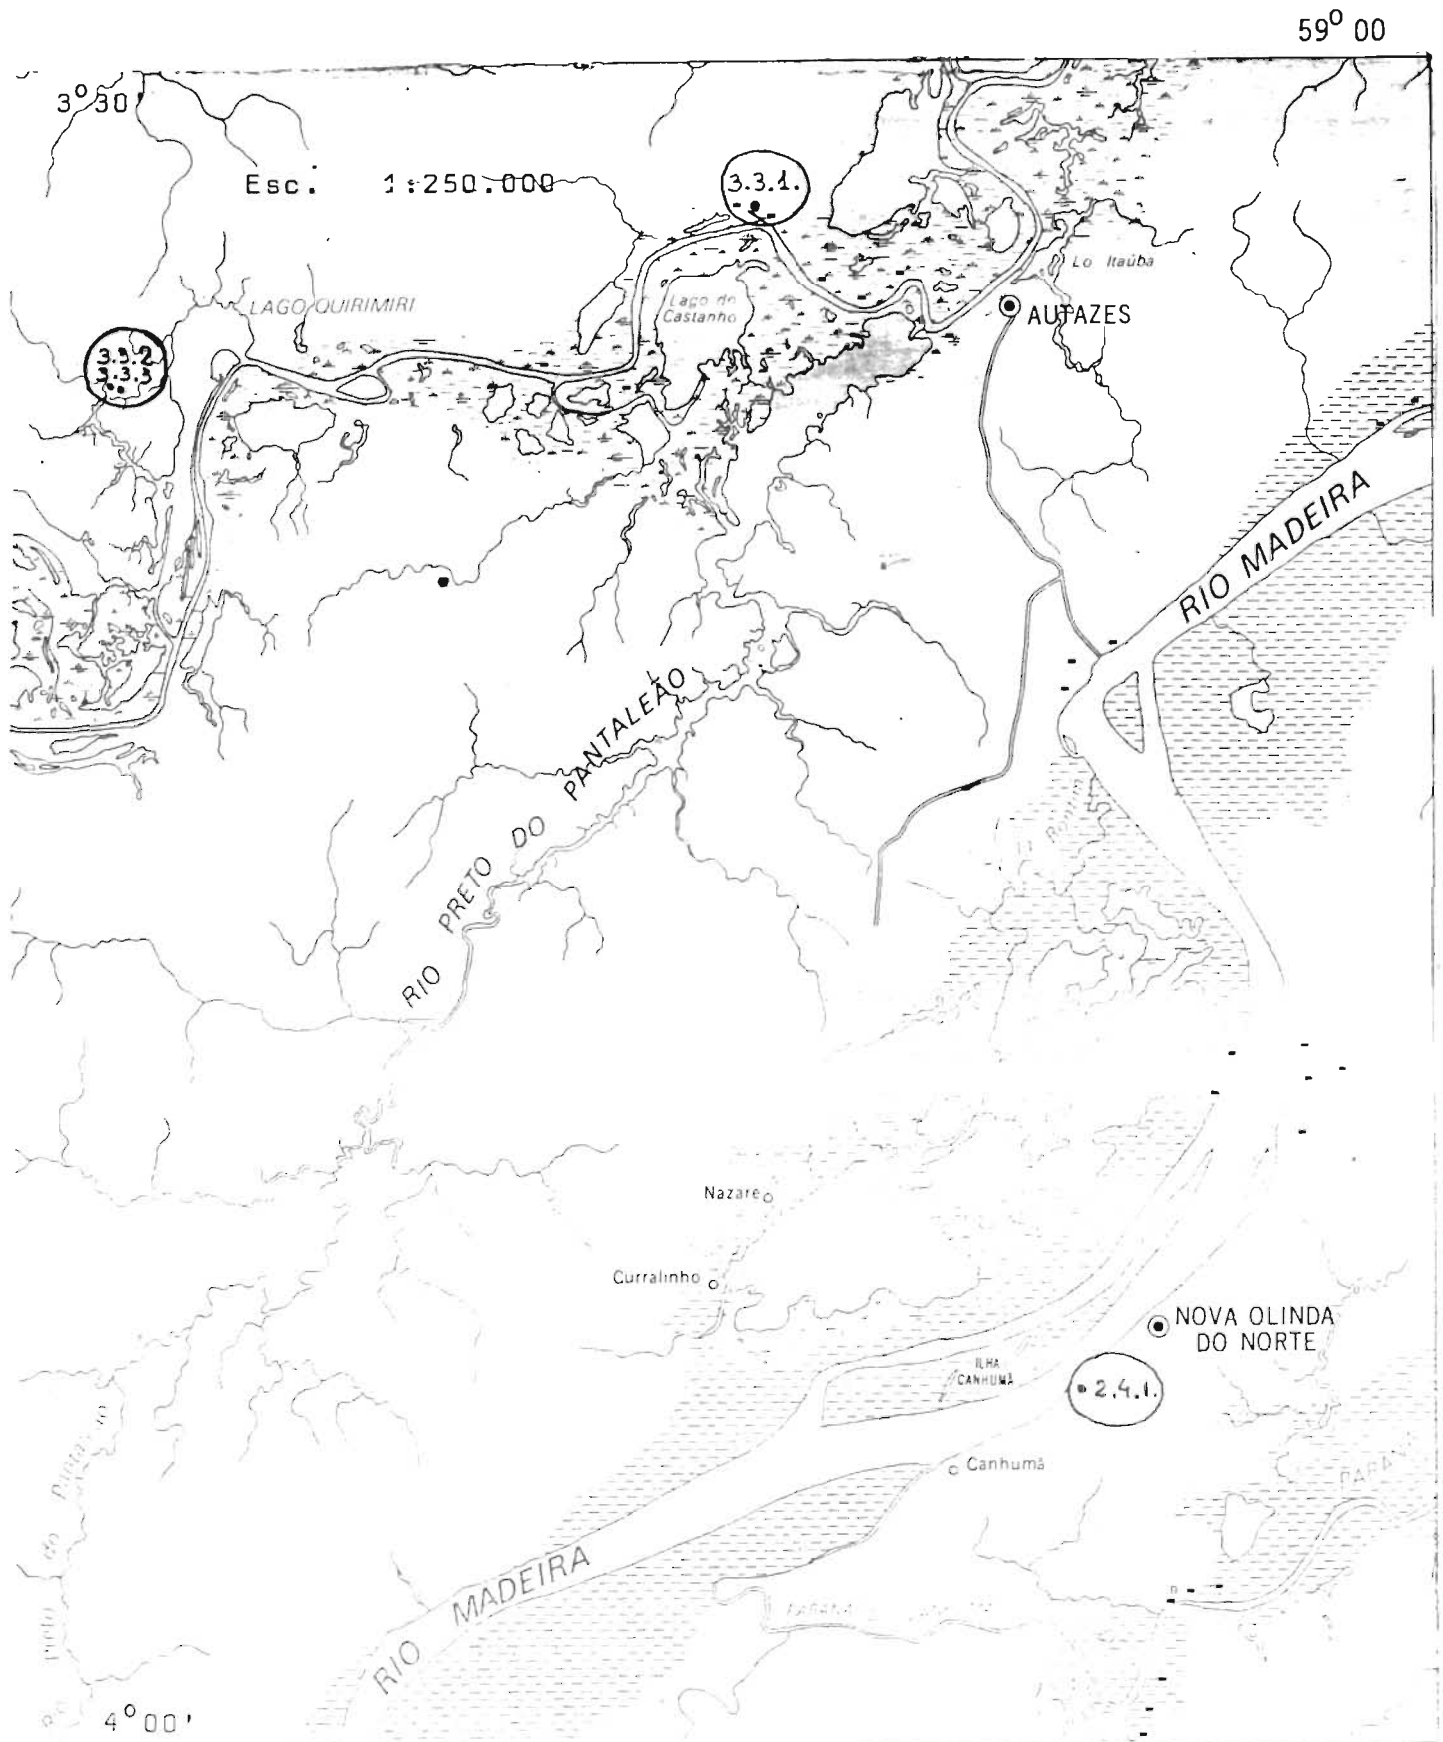 59° 00
3° 30'
Esc. 1:250.000
3.3.1.
Lo Itaúba
LAGO QUIRIMIRI
Lago do
Castanho
AUTAZES
3.3.2
3.3.3
RIO MADEIRA
RIO PRETO DO PANTALEÃO
Nazaré
Curralinho
NOVA OLINDA
DO NORTE
ILHA
CANHUMÃ
2.4.1.
Canhumã
RIO MADEIRA
Preto do
4° 00'